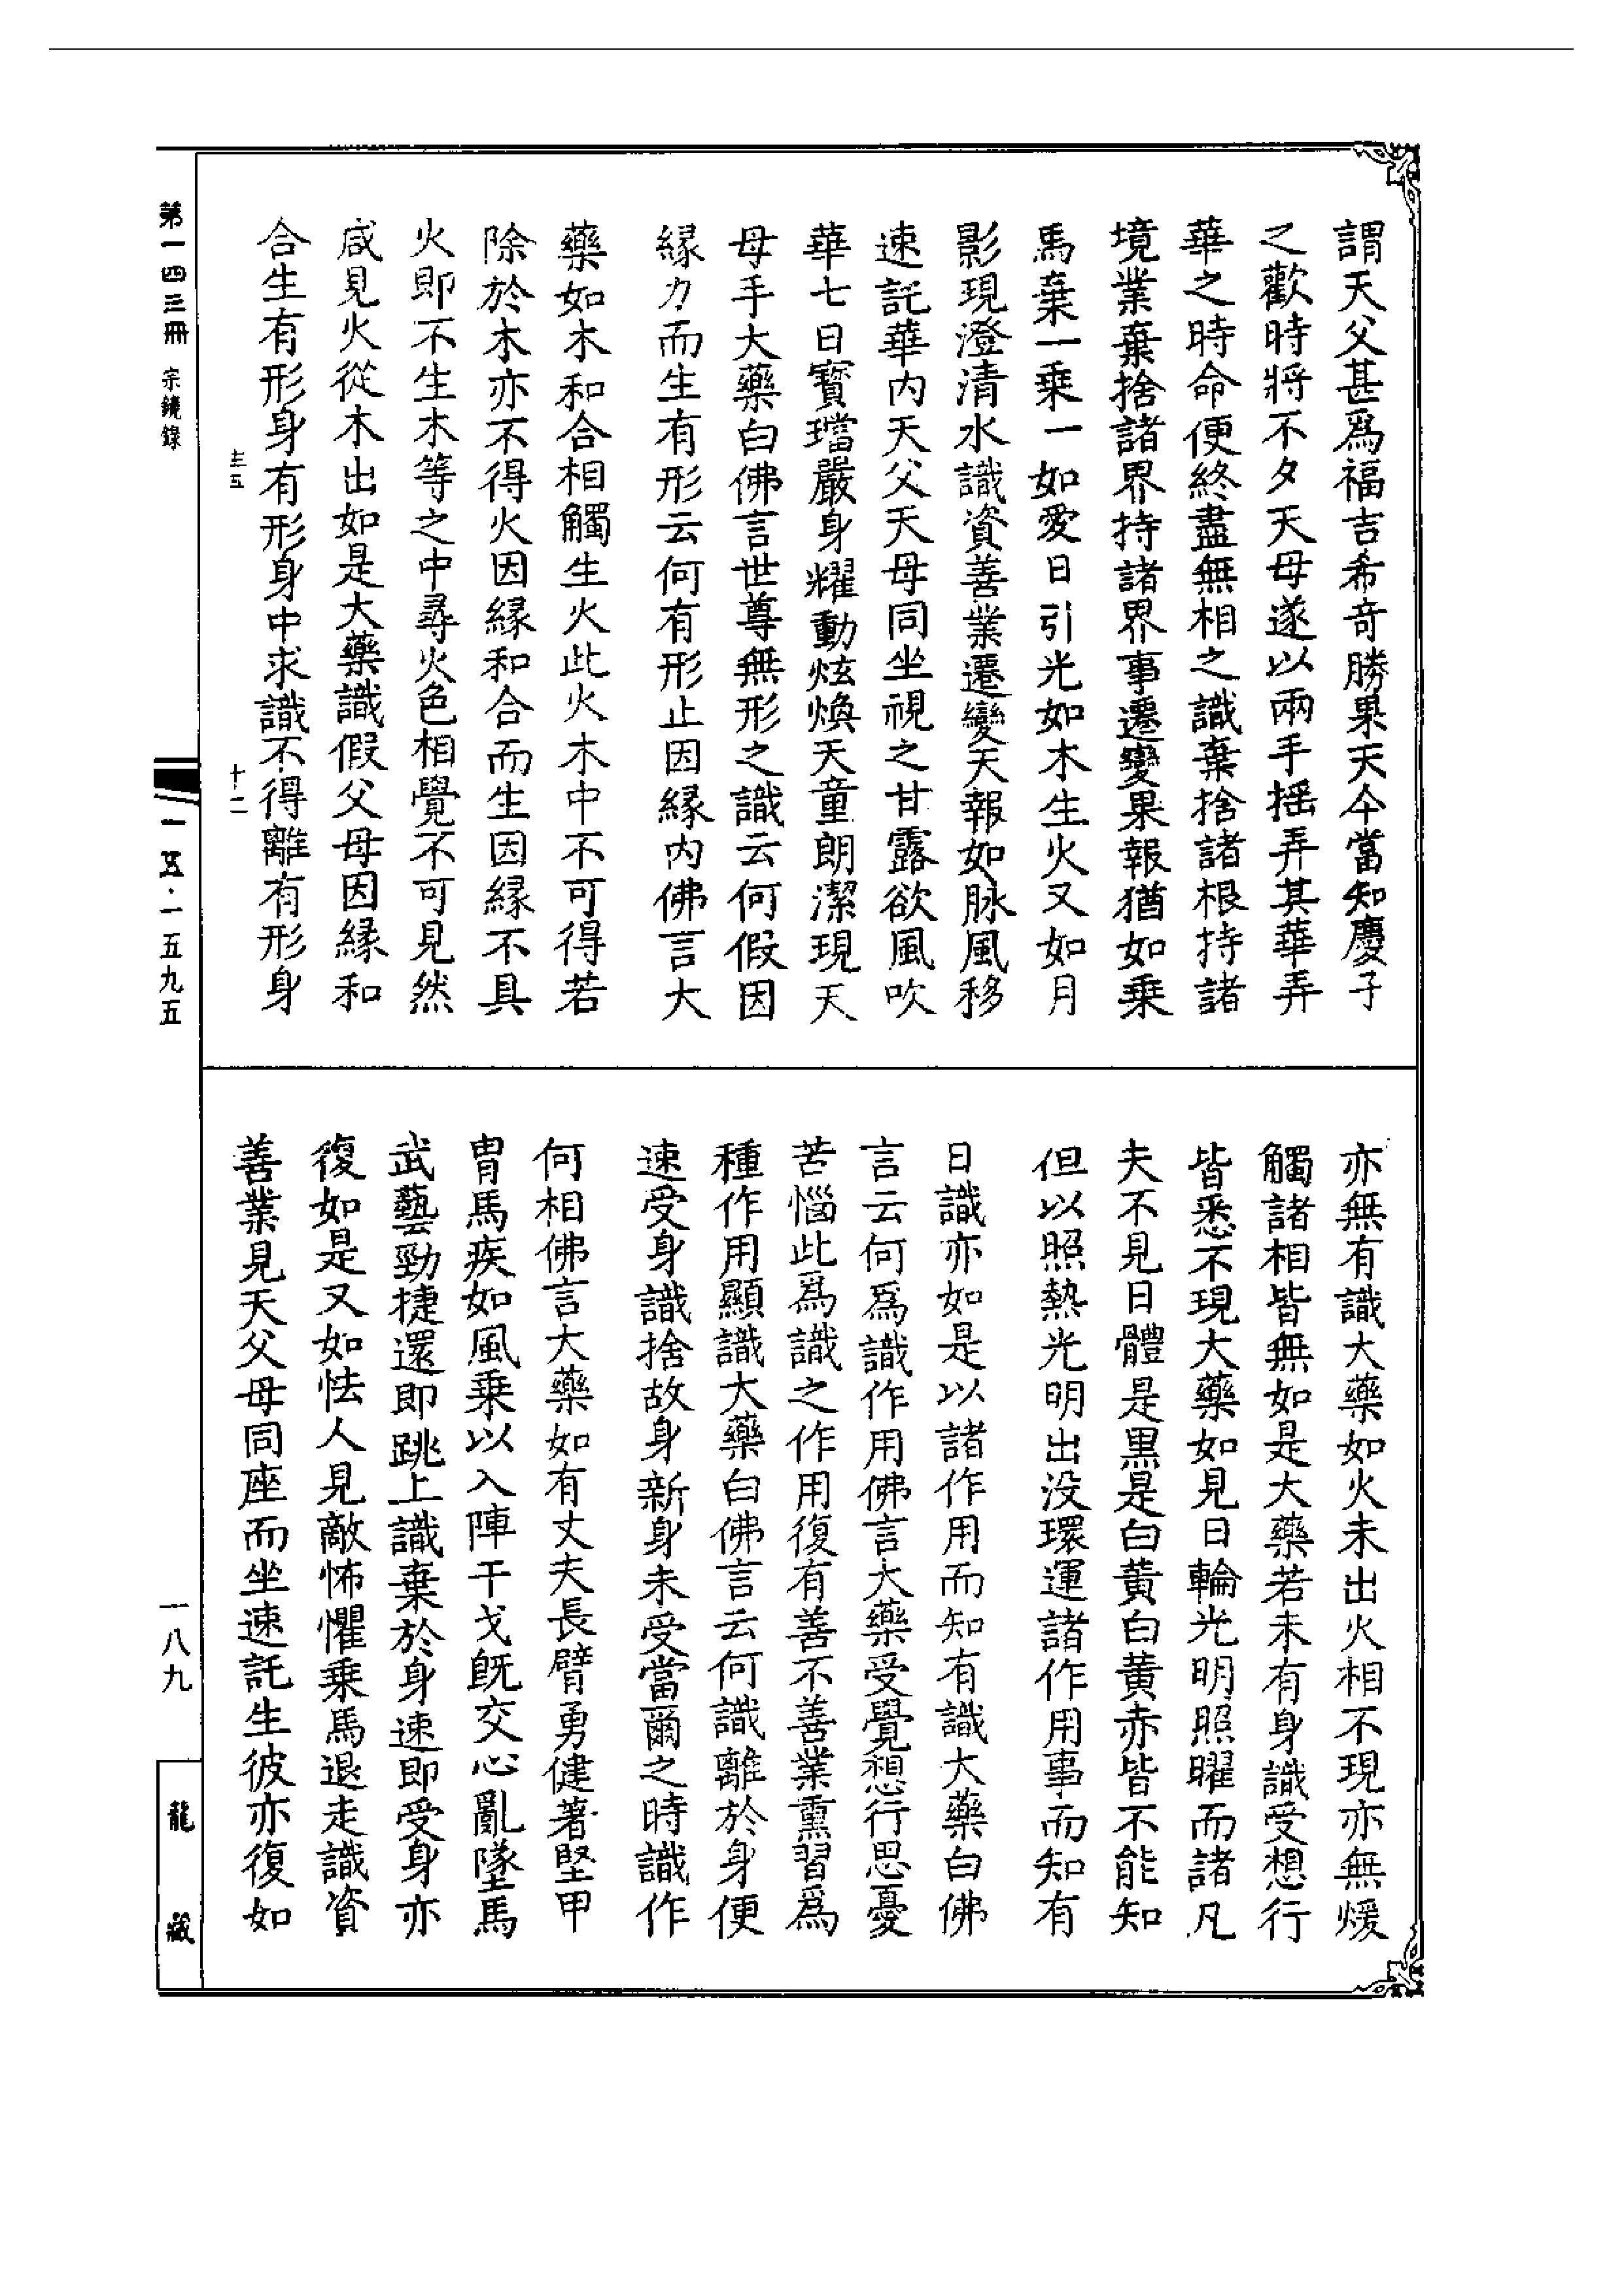 謂天父甚爲福吉希奇勝果天今當知慶子
之歡時將不夕天母遂以兩手摇弄其華弄
華之時命便終盡無相之識棄捨諸根持諸
境業棄捨諸界持諸界事遷變果報猶如乗
馬棄一乗一如愛日引光如木生火又如月
影現澄清水識資善業遷變天報如脉風移
速託華内天父天母同坐視之甘露欲風吹
華七日寳璫嚴身耀動炫煥天童朗潔現天
母手大藥白佛言世尊無形之識云何假因
緣力而生有形云何有形止因緣内佛言大
藥如木和合相觸生火此火木中不可得若
除於木亦不得火因緣和合而生因緣不具
火即不生木等之中尋火色相覺不可見然
咸見火從木出如是大藥識假父母因緣和
合生有形身有形身中求識不得離有形身
亦無有識大藥如火未出火相不現亦無煖
觸諸相皆無如是大藥若未有身識受想行
皆悉不現大藥如見日輪光明照曜而諸凡
夫不見日體是黒是白黄白黄赤皆不能知
但以照熱光明出没環運諸作用事而知有
日識亦如是以諸作用而知有識大藥白佛
言云何爲識作用佛言大藥受覺想行思憂
苦惱此爲識之作用復有善不善業熏習爲
種作用顯識大藥白佛言云何識離於身便
速受身識捨故身新身未受當爾之時識作
何相佛言大藥如有丈夫長臂勇健著堅甲
冑馬疾如風乗以入陣干戈既交心亂墜馬
武藝勁捷還即跳上識棄於身速即受身亦
復如是又如怯人見敵怖懼乗馬退走識資
善業見天父母同座而坐速託生彼亦復如
第一四三冊 宗鏡錄
十二
一五·一五九五
一八九
龍藏